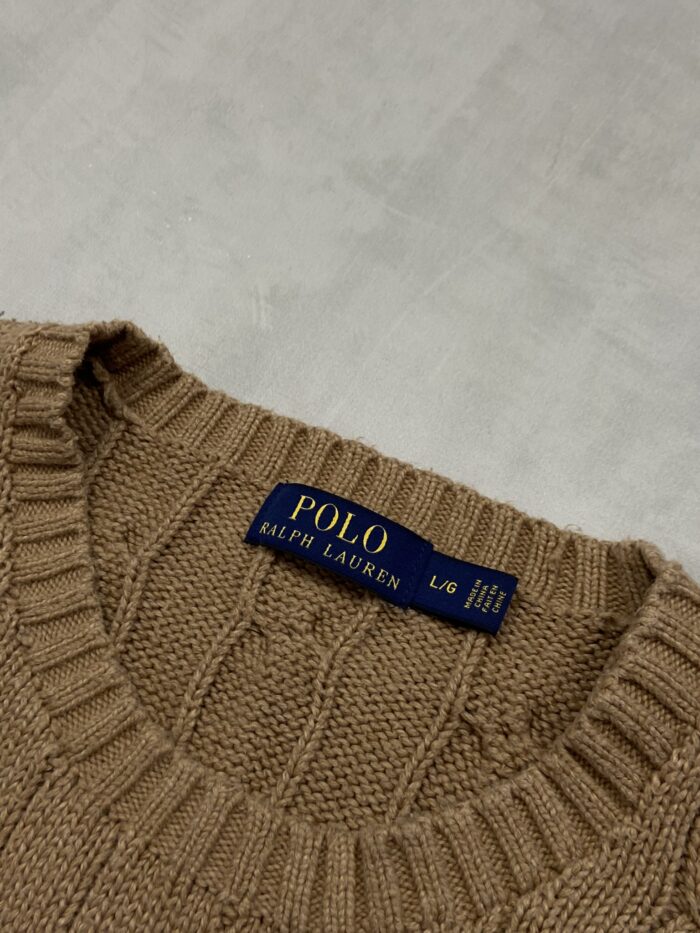 POLO
RALPH LAUREN
L/G
MADE IN
CHINA
FAIT EN
CHINE